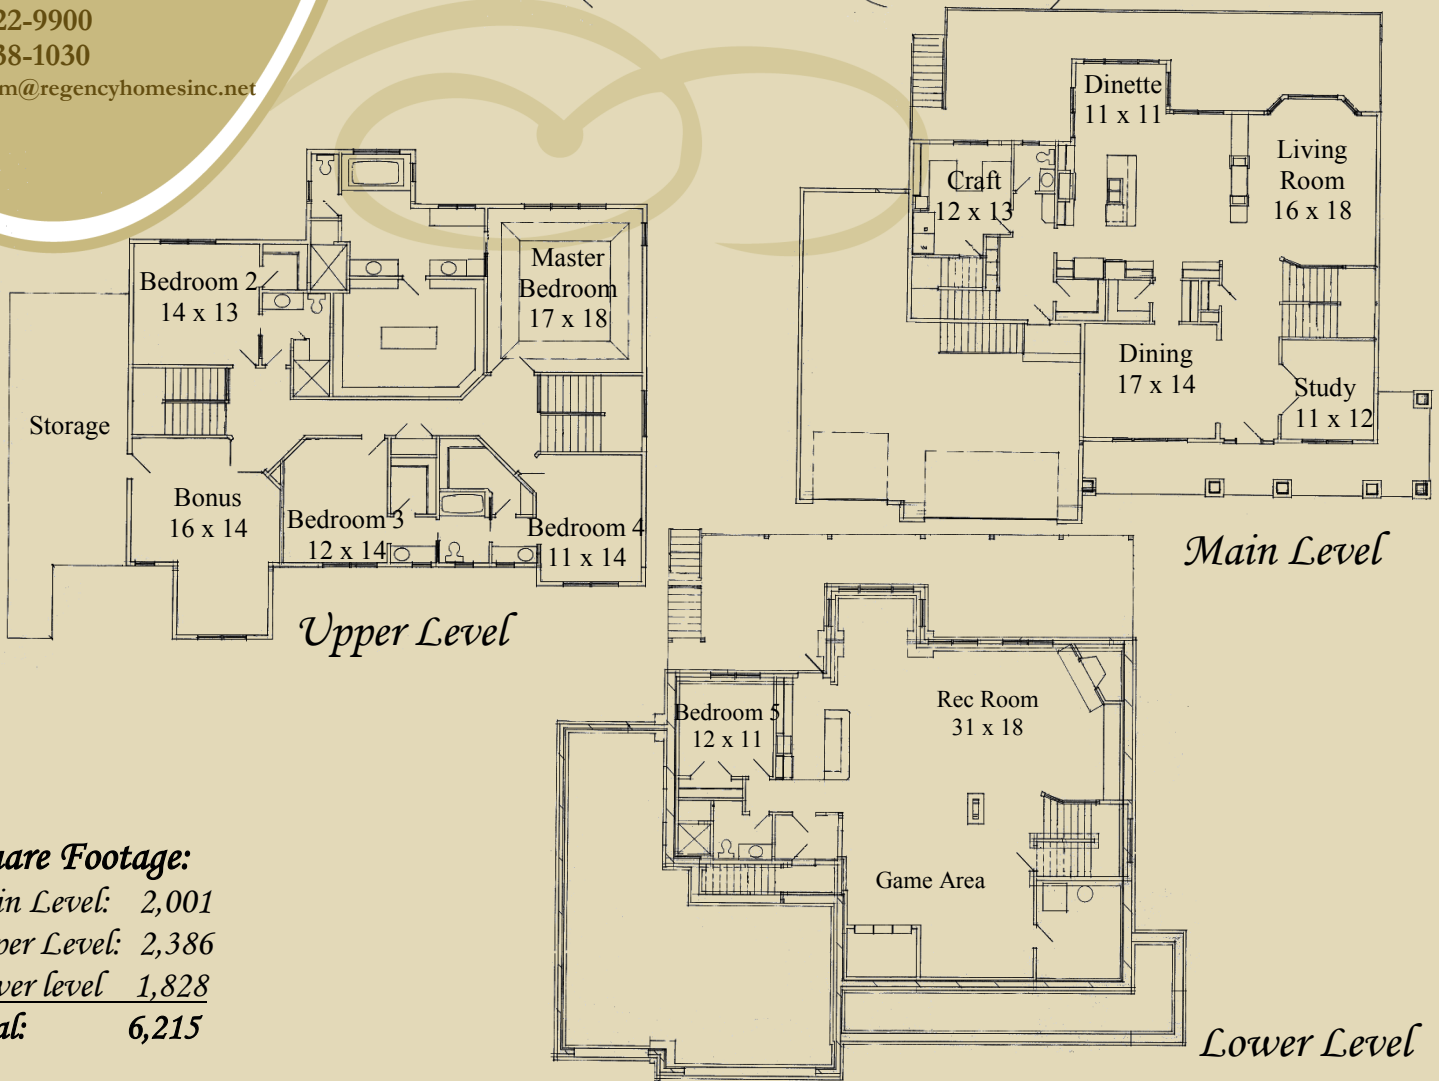 22-9900
38-1030
m@regencyhomesinc.net
Dinette
11 x 11
Living
Room
16 x 18
Craft
12 x 13
Dining
17 x 14
Study
11 x 12
Main Level
Bedroom 2
14 x 13
Master
Bedroom
17 x 18
Storage
Bonus
16 x 14
Bedroom 3
12 x 14
Bedroom 4
11 x 14
Upper Level
Bedroom 5
12 x 11
Rec Room
31 x 18
Game Area
Lower Level
uare Footage:
in Level: 2,001
per Level: 2,386
wer level 1,828
al: 6,215